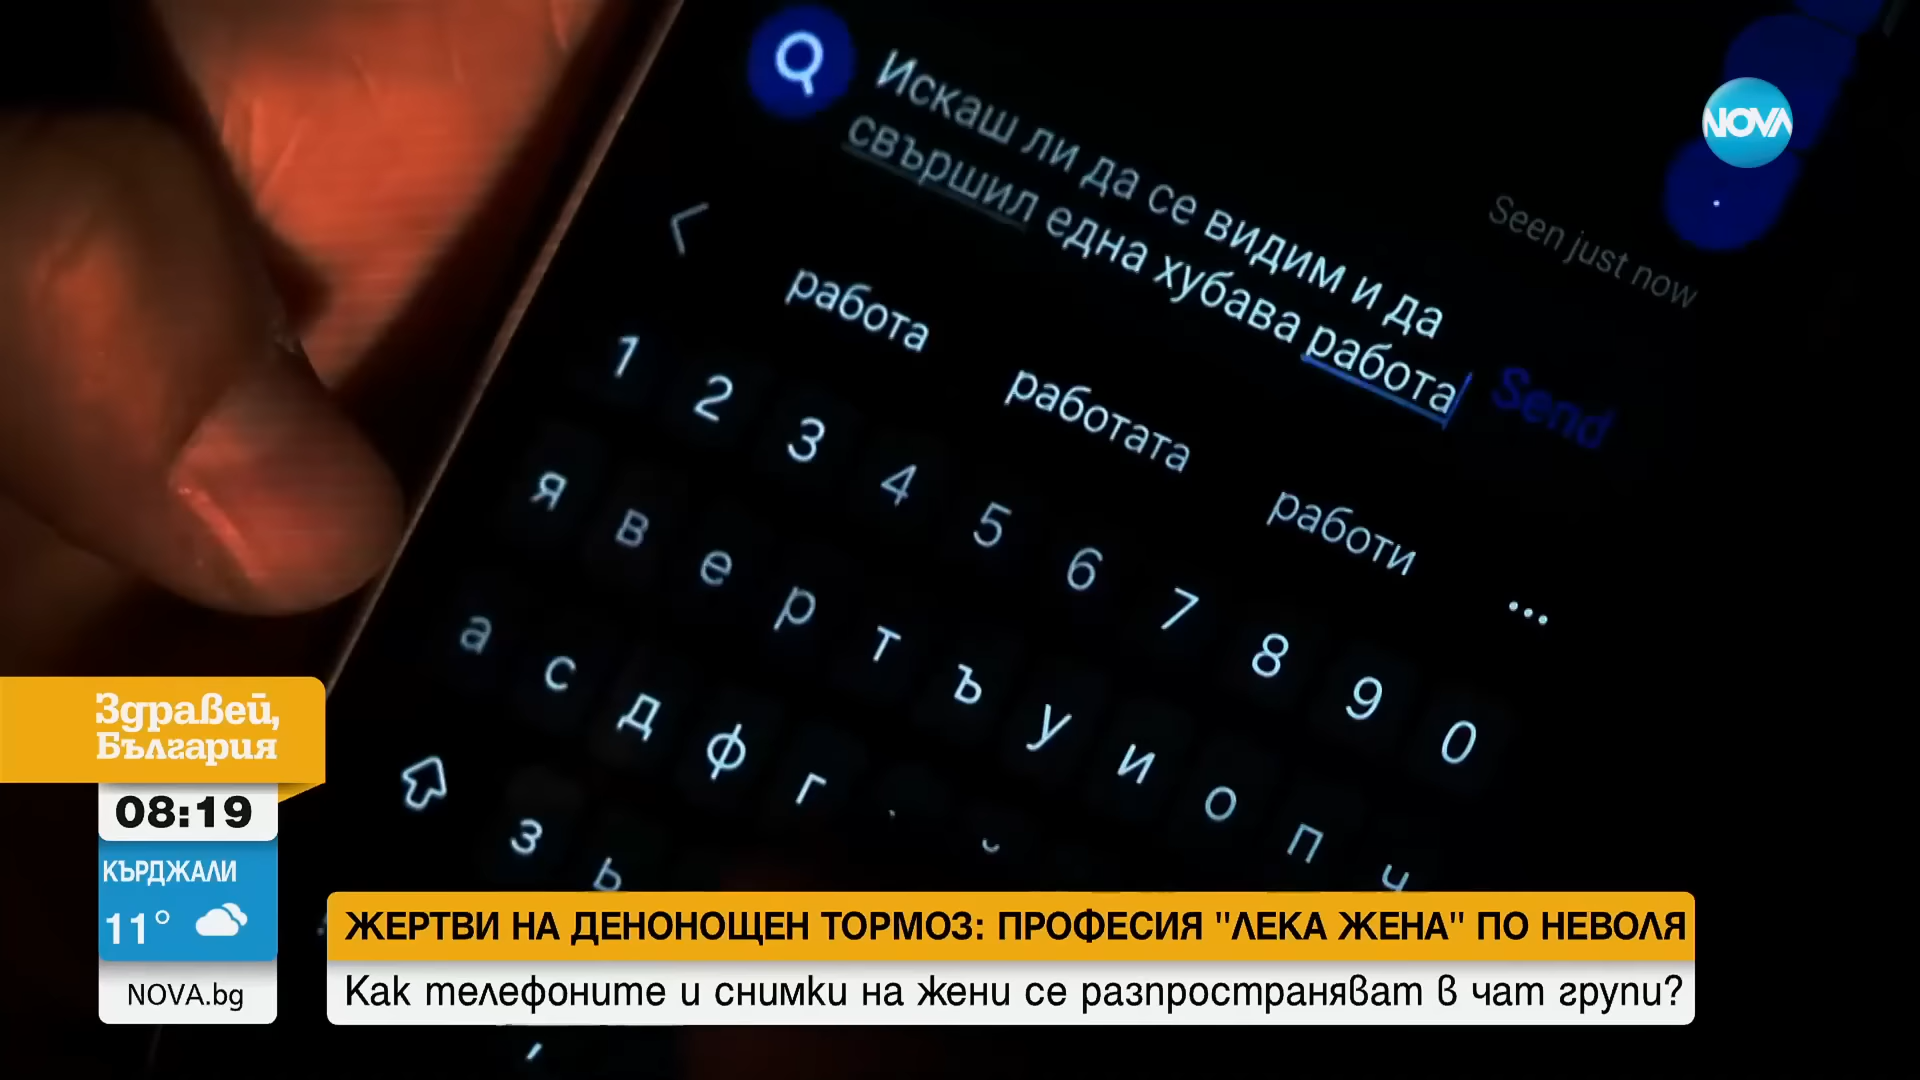 Искаш ли да се видим и да
свършил една хубава работа
NOVA
Seen just now
Send
работа работата работи ...
1 2 3 4 5 6 7 8 9 0
я в е р т ъ у и о п ч
а с д ф г
з ь
Здравей,
България
08:19
КЪРДЖАЛИ
11°
NOVA.bg
ЖЕРТВИ НА ДЕНОНОЩЕН ТОРМОЗ: ПРОФЕСИЯ "ЛЕКА ЖЕНА" ПО НЕВОЛЯ
Как телефоните и снимки на жени се разпространяват в чат групи?